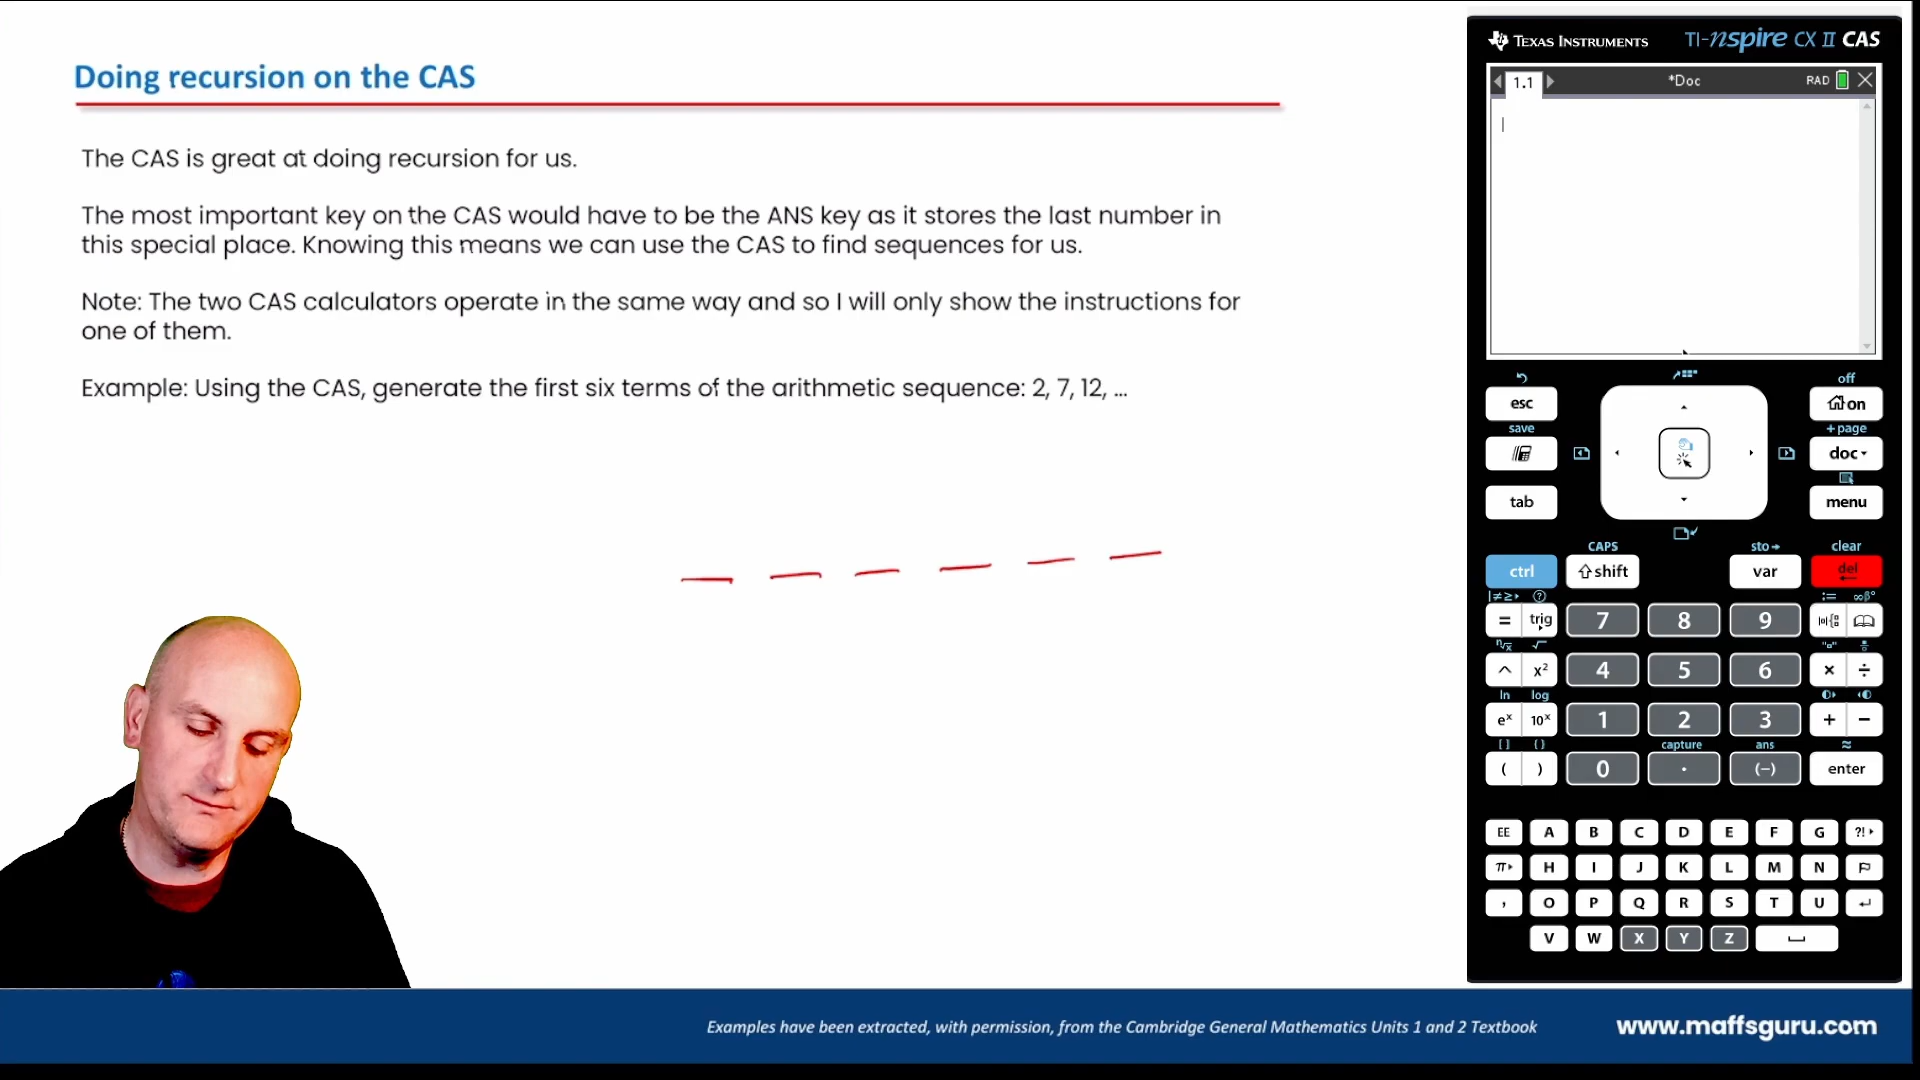 Doing recursion on the CAS
The CAS is great at doing recursion for us.
The most important key on the CAS would have to be the ANS key as it stores the last number in
this special place. Knowing this means we can use the CAS to find sequences for us.
Note: The two CAS calculators operate in the same way and so I will only show the instructions for
one of them.
Example: Using the CAS, generate the first six terms of the arithmetic sequence: 2, 7, 12, ...
TEXAS INSTRUMENTS TI-nspire CX II CAS
1.1 *Doc RAD
off
esc on
save +page
doc
tab menu
CAPS sto→ clear
ctrl shift var del
|≠≥▸ ? := ∞β°
= trig 7 8 9
ⁿ√x √ "□"
^ x² 4 5 6 × ÷
ln log
eˣ 10ˣ 1 2 3 + −
[ ] { } capture ans ≈
( ) 0 . (−) enter
EE A B C D E F G ?!▸
π▸ H I J K L M N
, O P Q R S T U ↵
V W X Y Z
Examples have been extracted, with permission, from the Cambridge General Mathematics Units 1 and 2 Textbook
www.maffsguru.com